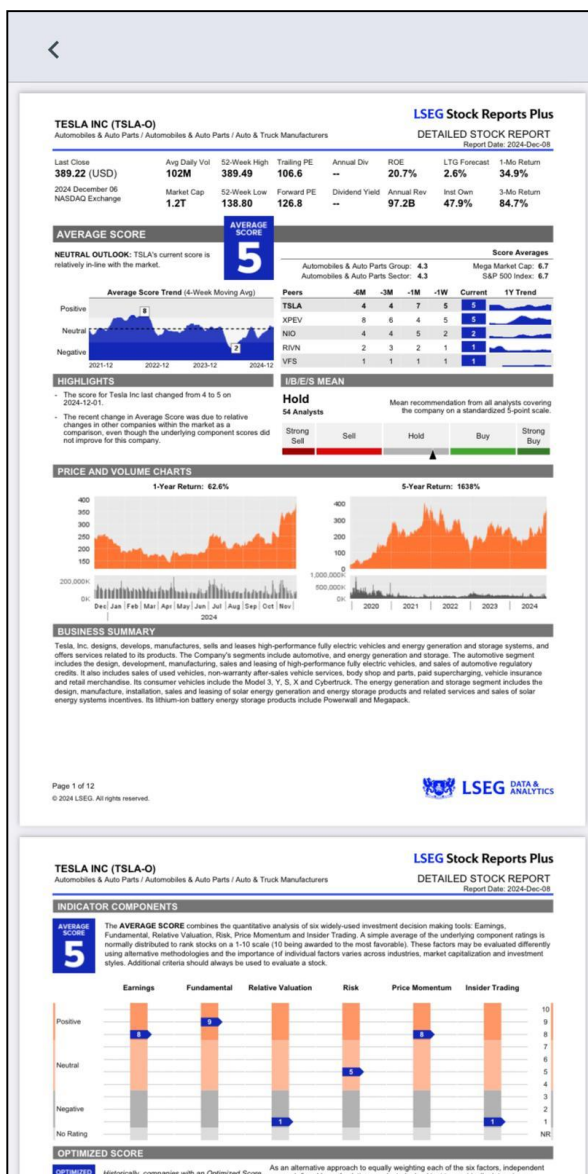 TESLA INC (TSLA-O)
Automobiles & Auto Parts / Automobiles & Auto Parts / Auto & Truck Manufacturers
LSEG Stock Reports Plus
DETAILED STOCK REPORT
Report Date: 2024-Dec-08
Last Close Avg Daily Vol 52-Week High Trailing PE Annual Div ROE LTG Forecast 1-Mo Return
389.22 (USD) 102M 389.49 106.6 -- 20.7% 2.6% 34.9%
2024 December 06 Market Cap 52-Week Low Forward PE Dividend Yield Annual Rev Inst Own 3-Mo Return
NASDAQ Exchange 1.2T 138.80 126.8 -- 97.2B 47.9% 84.7%
AVERAGE SCORE
AVERAGE
SCORE
5
NEUTRAL OUTLOOK: TSLA's current score is
relatively in-line with the market.
Score Averages
Automobiles & Auto Parts Group: 4.3 Mega Market Cap: 6.7
Automobiles & Auto Parts Sector: 4.3 S&P 500 Index: 6.7
Average Score Trend (4-Week Moving Avg)
Positive
Neutral
Negative
8
2
2021-12 2022-12 2023-12 2024-12
Peers -6M -3M -1M -1W Current 1Y Trend
TSLA 4 4 7 5 5
XPEV 8 6 4 5 5
NIO 4 4 5 2 2
RIVN 2 3 2 1 1
VFS 1 1 1 1 1
HIGHLIGHTS
- The score for Tesla Inc last changed from 4 to 5 on
2024-12-01.
- The recent change in Average Score was due to relative
changes in other companies within the market as a
comparison, even though the underlying component scores did
not improve for this company.
I/B/E/S MEAN
Hold
54 Analysts
Mean recommendation from all analysts covering
the company on a standardized 5-point scale.
Strong
Sell
Sell
Hold
Buy
Strong
Buy
PRICE AND VOLUME CHARTS
1-Year Return: 62.6%
400
350
300
250
200
150
200,000K
0K
Dec Jan Feb Mar Apr May Jun Jul Aug Sep Oct Nov
2024
5-Year Return: 1638%
400
300
200
100
0
1,000,000K
500,000K
0K
2020 2021 2022 2023 2024
BUSINESS SUMMARY
Tesla, Inc. designs, develops, manufactures, sells and leases high-performance fully electric vehicles and energy generation and storage systems, and
offers services related to its products. The Company's segments include automotive, and energy generation and storage. The automotive segment
includes the design, development, manufacturing, sales and leasing of high-performance fully electric vehicles, and sales of automotive regulatory
credits. It also includes sales of used vehicles, non-warranty after-sales vehicle services, body shop and parts, paid supercharging, vehicle insurance
and retail merchandise. Its consumer vehicles include the Model 3, Y, S, X and Cybertruck. The energy generation and storage segment includes the
design, manufacture, installation, sales and leasing of solar energy generation and energy storage products and related services and sales of solar
energy systems incentives. Its lithium-ion battery energy storage products include Powerwall and Megapack.
Page 1 of 12
© 2024 LSEG. All rights reserved.
LSEG DATA &
ANALYTICS
TESLA INC (TSLA-O)
Automobiles & Auto Parts / Automobiles & Auto Parts / Auto & Truck Manufacturers
LSEG Stock Reports Plus
DETAILED STOCK REPORT
Report Date: 2024-Dec-08
INDICATOR COMPONENTS
AVERAGE
SCORE
5
The AVERAGE SCORE combines the quantitative analysis of six widely-used investment decision making tools: Earnings,
Fundamental, Relative Valuation, Risk, Price Momentum and Insider Trading. A simple average of the underlying component ratings is
normally distributed to rank stocks on a 1-10 scale (10 being awarded to the most favorable). These factors may be evaluated differently
using alternative methodologies and the importance of individual factors varies across industries, market capitalization and investment
styles. Additional criteria should always be used to evaluate a stock.
Earnings Fundamental Relative Valuation Risk Price Momentum Insider Trading
10
Positive 9 9
8 8 8
7
6
Neutral 5 5
4
3
Negative 2
1 1 1
No Rating NR
OPTIMIZED SCORE
OPTIMIZED
Historically, companies with an Optimized Score
As an alternative approach to equally weighting each of the six factors, independent